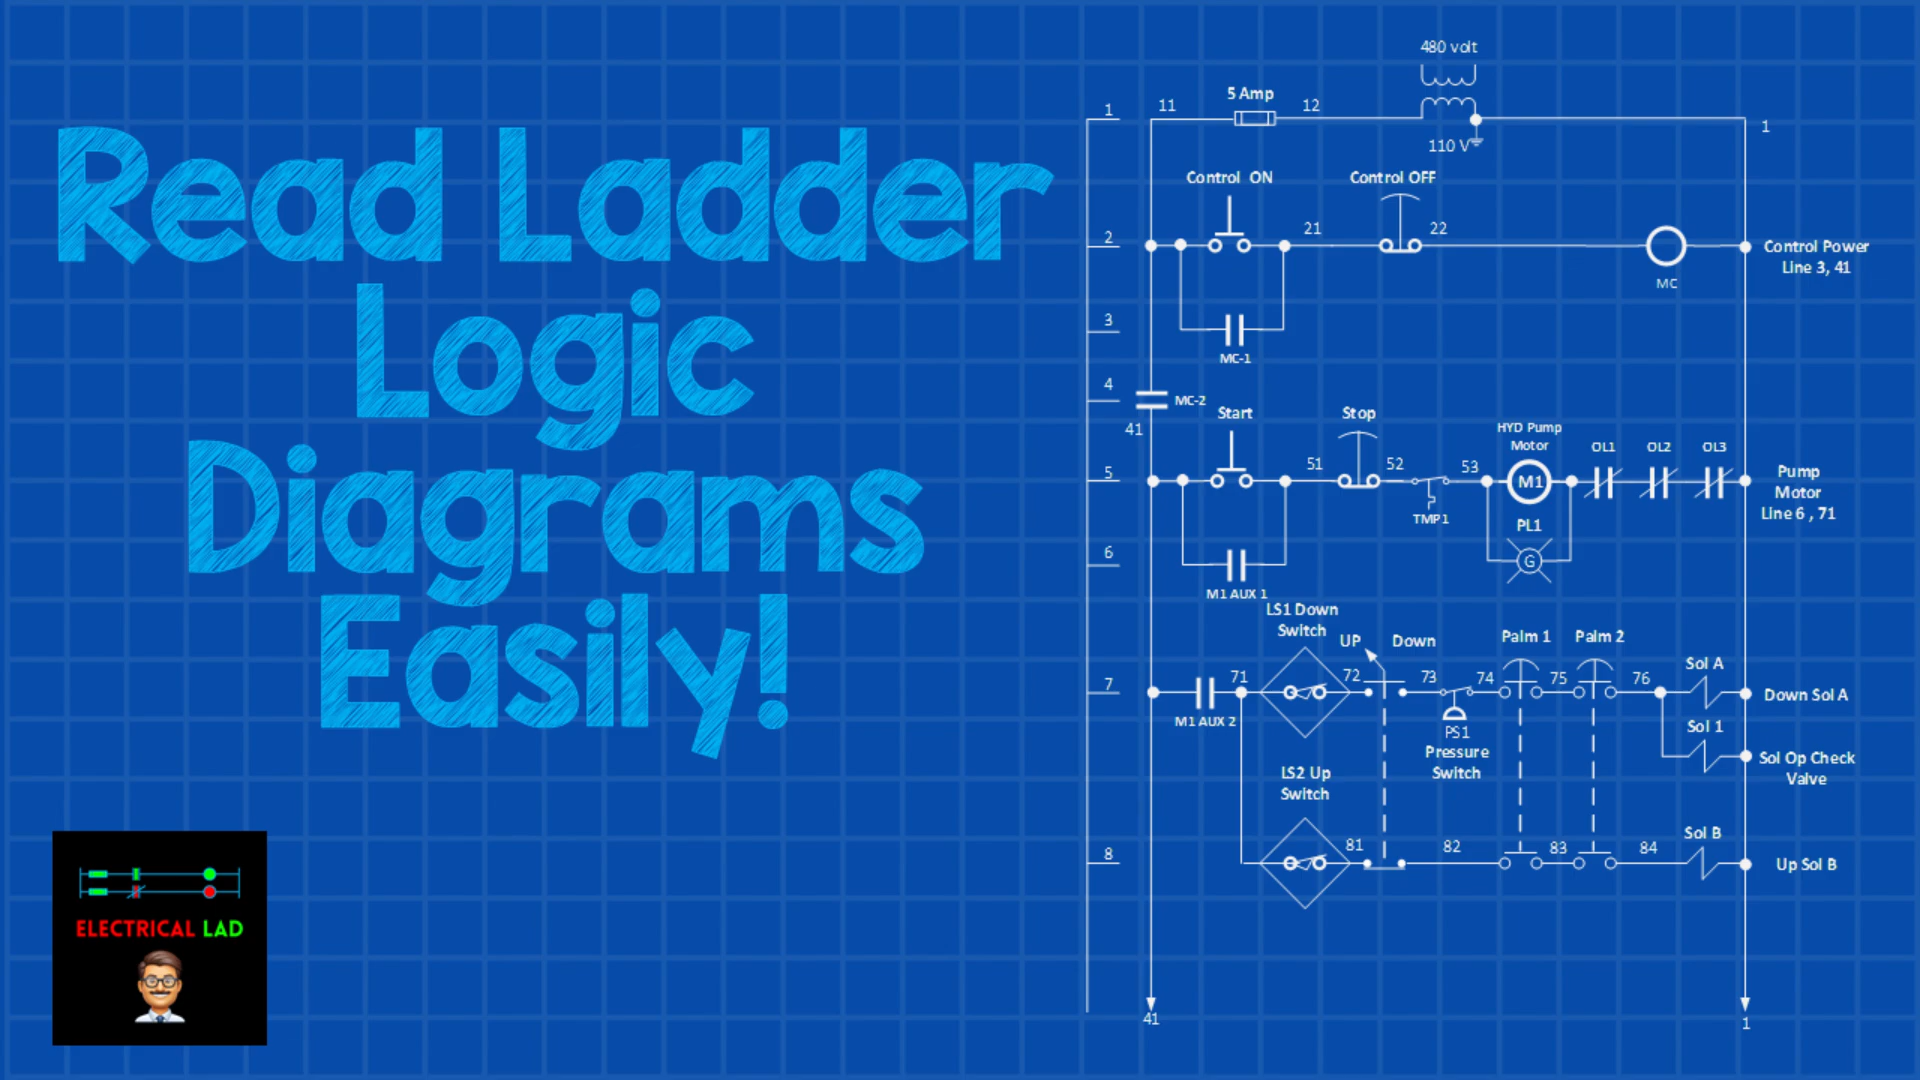 Read Ladder
Logic
Diagrams
Easily!
ELECTRICAL LAD
480 volt
5 Amp
1 11 12
110 V
1
Control ON Control OFF
2 21 22
Control Power
Line 3, 41
MC
3
MC-1
4
MC-2
41
Start Stop
HYD Pump
Motor
OL1 OL2 OL3
5 51 52 53
M1
Pump
Motor
Line 6 , 71
TMP1
PL1
6
G
M1 AUX 1
LS1 Down
Switch
UP Down
Palm 1 Palm 2
Sol A
7 71 72 73 74 75 76
Down Sol A
M1 AUX 2
PS1
Pressure
Switch
Sol 1
Sol Op Check
Valve
LS2 Up
Switch
Sol B
8 81 82 83 84
Up Sol B
41
1